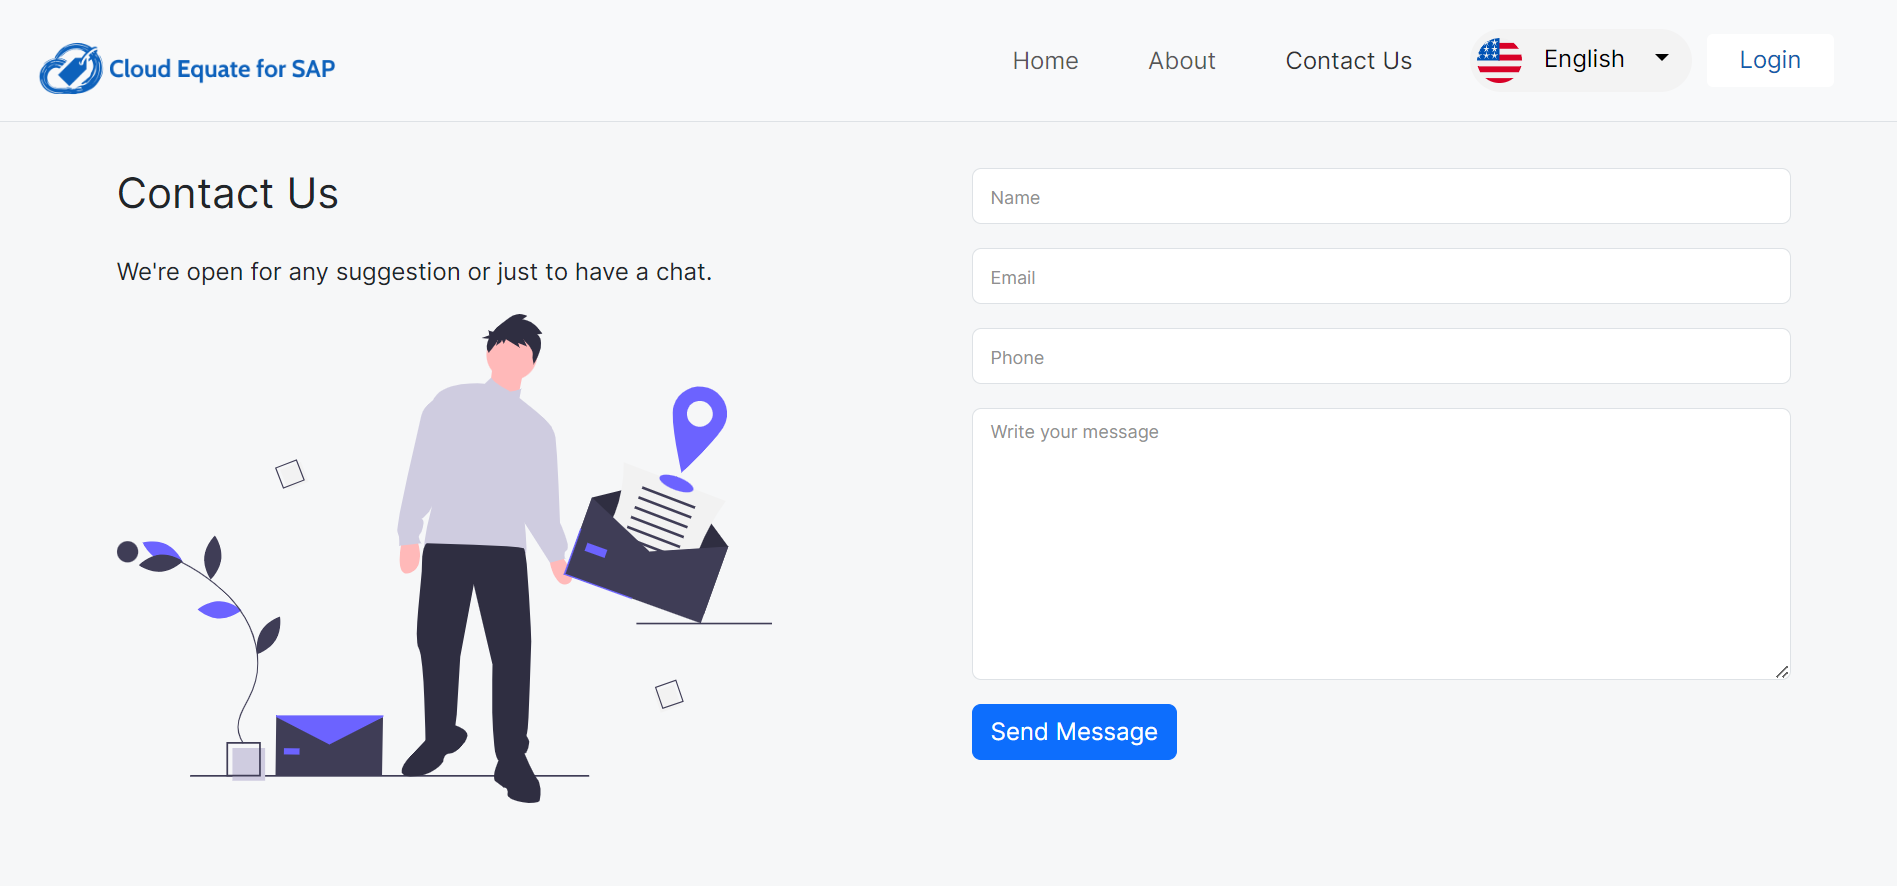 Cloud Equate for SAP
Home
About
Contact Us
English
Login
Contact Us
We're open for any suggestion or just to have a chat.
Name
Email
Phone
Write your message
Send Message